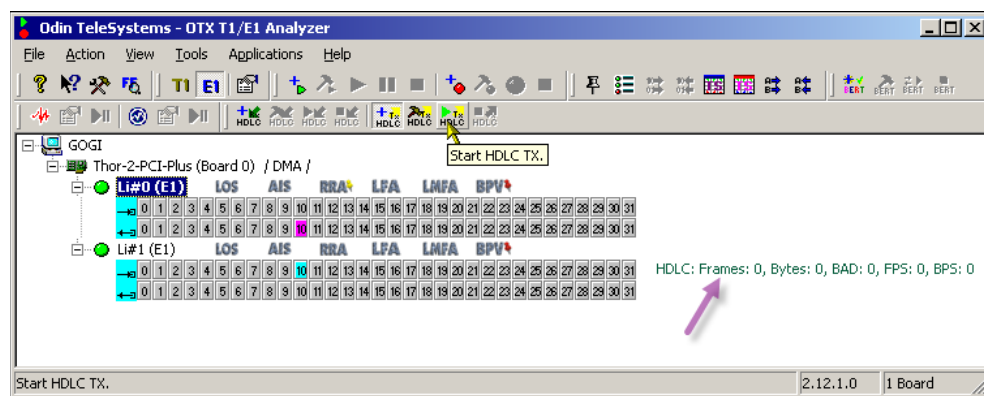 Odin TeleSystems - OTX T1/E1 Analyzer
File Action View Tools Applications Help
T1 E1 TS TS B B BERT BERT BERT BERT
HDLC HDLC HDLC HDLC Tx HDLC Tx HDLC Tx HDLC HDLC
Start HDLC TX.
GOGI
Thor-2-PCI-Plus (Board 0) / DMA /
Li#0 (E1) LOS AIS RRA LFA LMFA BPV
0 1 2 3 4 5 6 7 8 9 10 11 12 13 14 15 16 17 18 19 20 21 22 23 24 25 26 27 28 29 30 31
0 1 2 3 4 5 6 7 8 9 10 11 12 13 14 15 16 17 18 19 20 21 22 23 24 25 26 27 28 29 30 31
Li#1 (E1) LOS AIS RRA LFA LMFA BPV
0 1 2 3 4 5 6 7 8 9 10 11 12 13 14 15 16 17 18 19 20 21 22 23 24 25 26 27 28 29 30 31 HDLC: Frames: 0, Bytes: 0, BAD: 0, FPS: 0, BPS: 0
0 1 2 3 4 5 6 7 8 9 10 11 12 13 14 15 16 17 18 19 20 21 22 23 24 25 26 27 28 29 30 31
Start HDLC TX. 2.12.1.0 1 Board